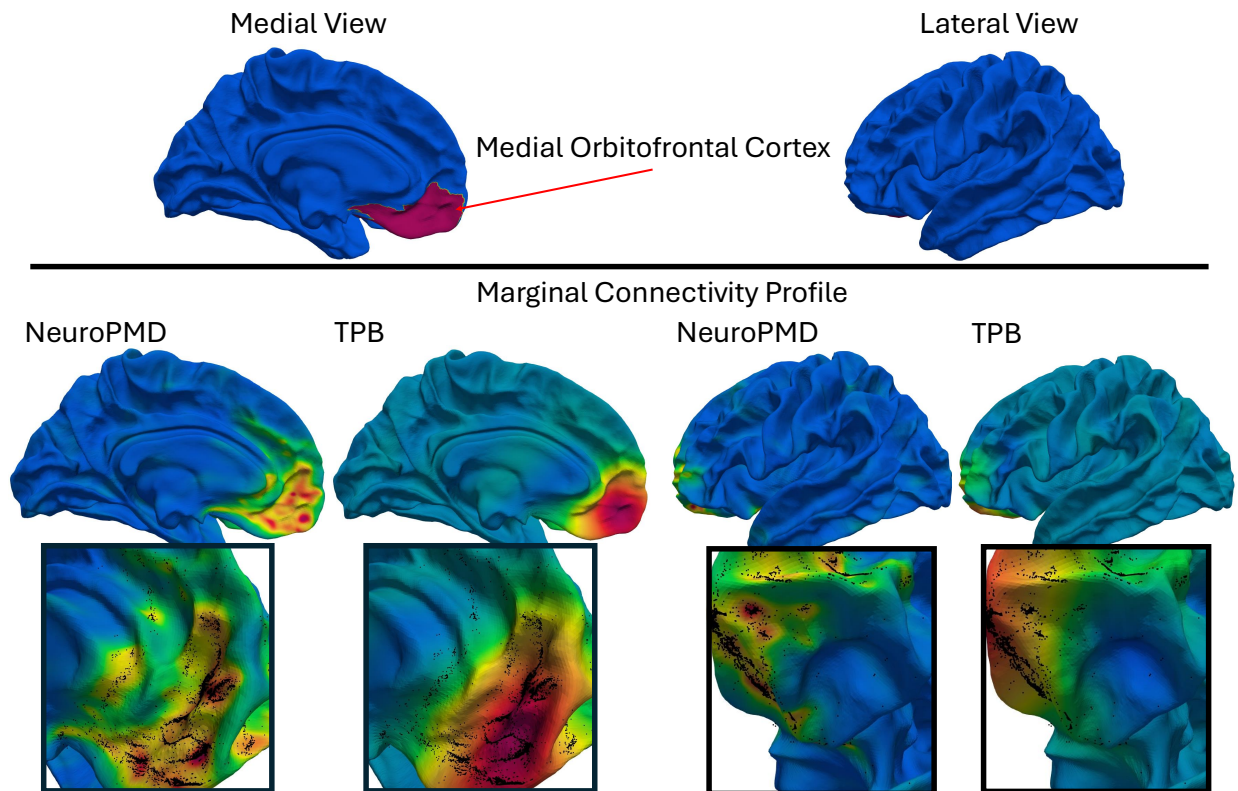 Medial View
Lateral View
Medial Orbitofrontal Cortex
Marginal Connectivity Profile
NeuroPMD
TPB
NeuroPMD
TPB